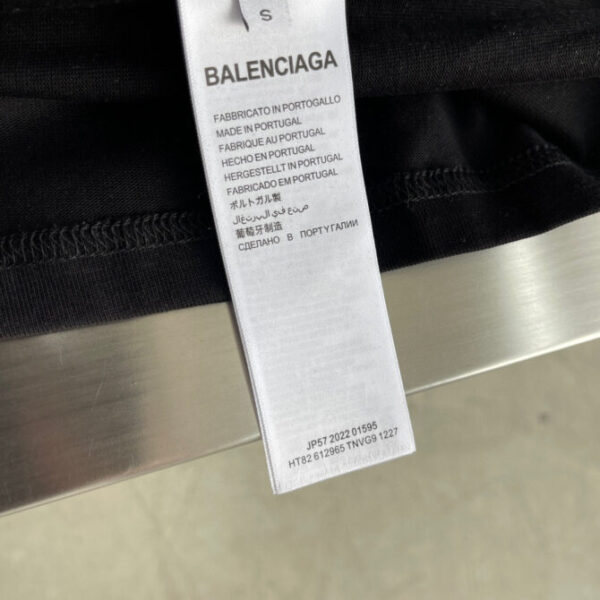 S
BALENCIAGA
FABBRICATO IN PORTOGALLO
MADE IN PORTUGAL
FABRIQUE AU PORTUGAL
HECHO EN PORTUGAL
HERGESTELLT IN PORTUGAL
FABRICADO EM PORTUGAL
ポルトガル製
صنع في البرتغال
葡萄牙制造
СДЕЛАНО В ПОРТУГАЛИИ
JP57 2022 01595
HT82 612965 TNVG9 1227